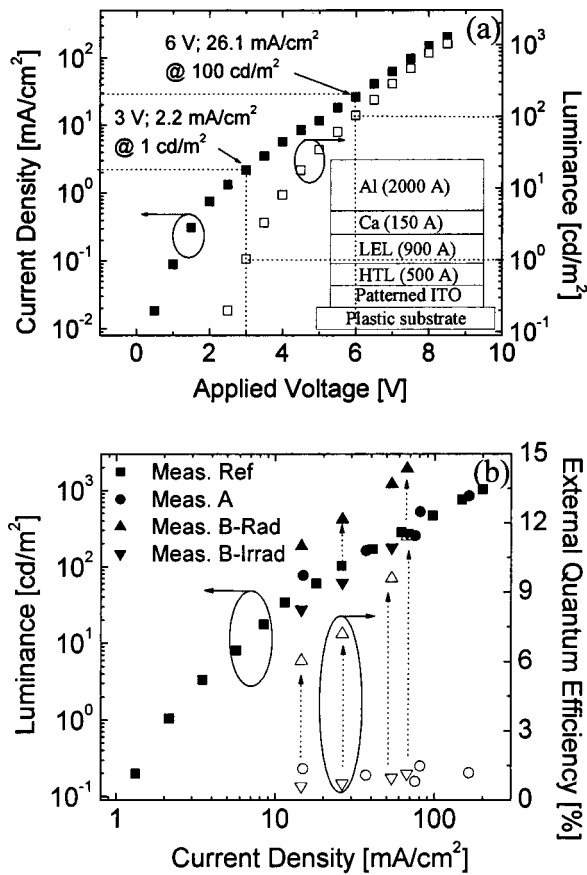 (a)
6 V; 26.1 mA/cm²
@ 100 cd/m²
3 V; 2.2 mA/cm²
@ 1 cd/m²
Al (2000 A)
Ca (150 A)
LEL (900 A)
HTL (500 A)
Patterned ITO
Plastic substrate
Current Density [mA/cm²]
10²
10¹
10⁰
10⁻¹
10⁻²
Luminance [cd/m²]
10³
10²
10¹
10⁰
10⁻¹
0 2 4 6 8 10
Applied Voltage [V]
(b)
Meas. Ref
Meas. A
Meas. B-Rad
Meas. B-Irrad
Luminance [cd/m²]
10³
10²
10¹
10⁰
10⁻¹
External Quantum Efficiency [%]
15
12
9
6
3
0
1 10 100
Current Density [mA/cm²]